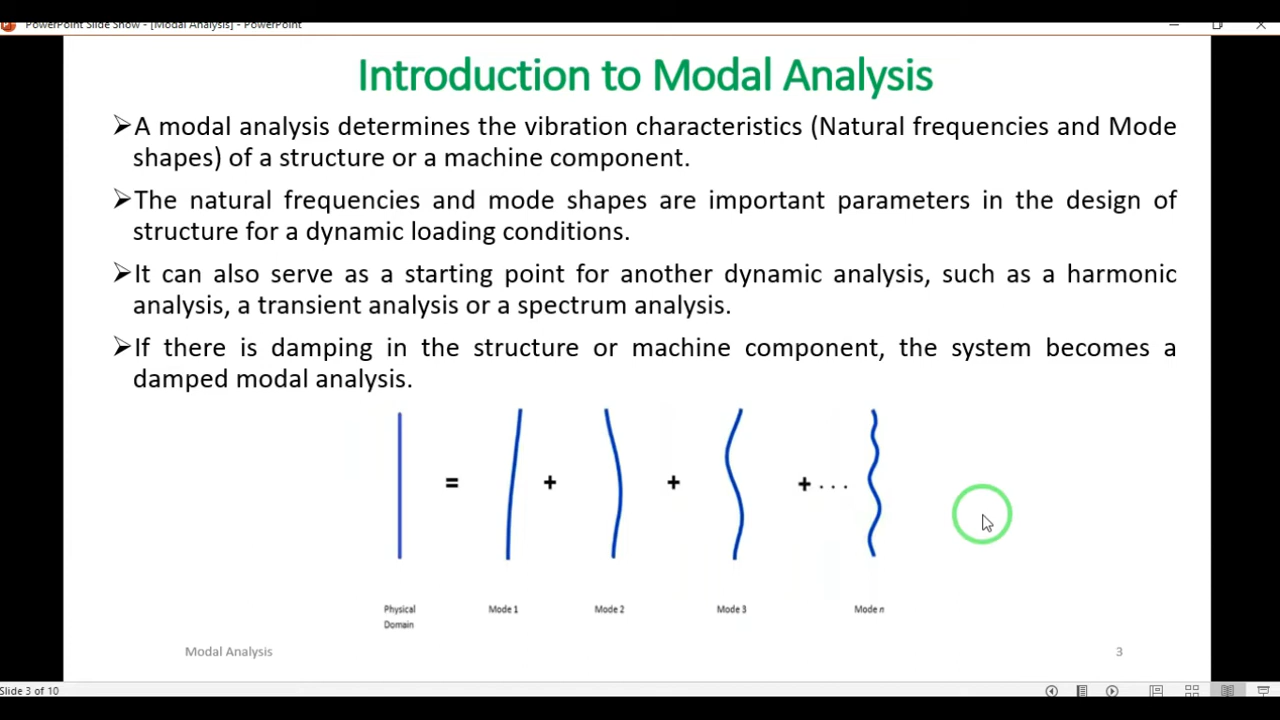 PowerPoint Slide Show - [Modal Analysis] - PowerPoint
Introduction to Modal Analysis
➢A modal analysis determines the vibration characteristics (Natural frequencies and Mode
shapes) of a structure or a machine component.
➢The natural frequencies and mode shapes are important parameters in the design of
structure for a dynamic loading conditions.
➢It can also serve as a starting point for another dynamic analysis, such as a harmonic
analysis, a transient analysis or a spectrum analysis.
➢If there is damping in the structure or machine component, the system becomes a
damped modal analysis.
= + + + . . .
Physical Mode 1 Mode 2 Mode 3 Mode n
Domain
Modal Analysis 3
Slide 3 of 10